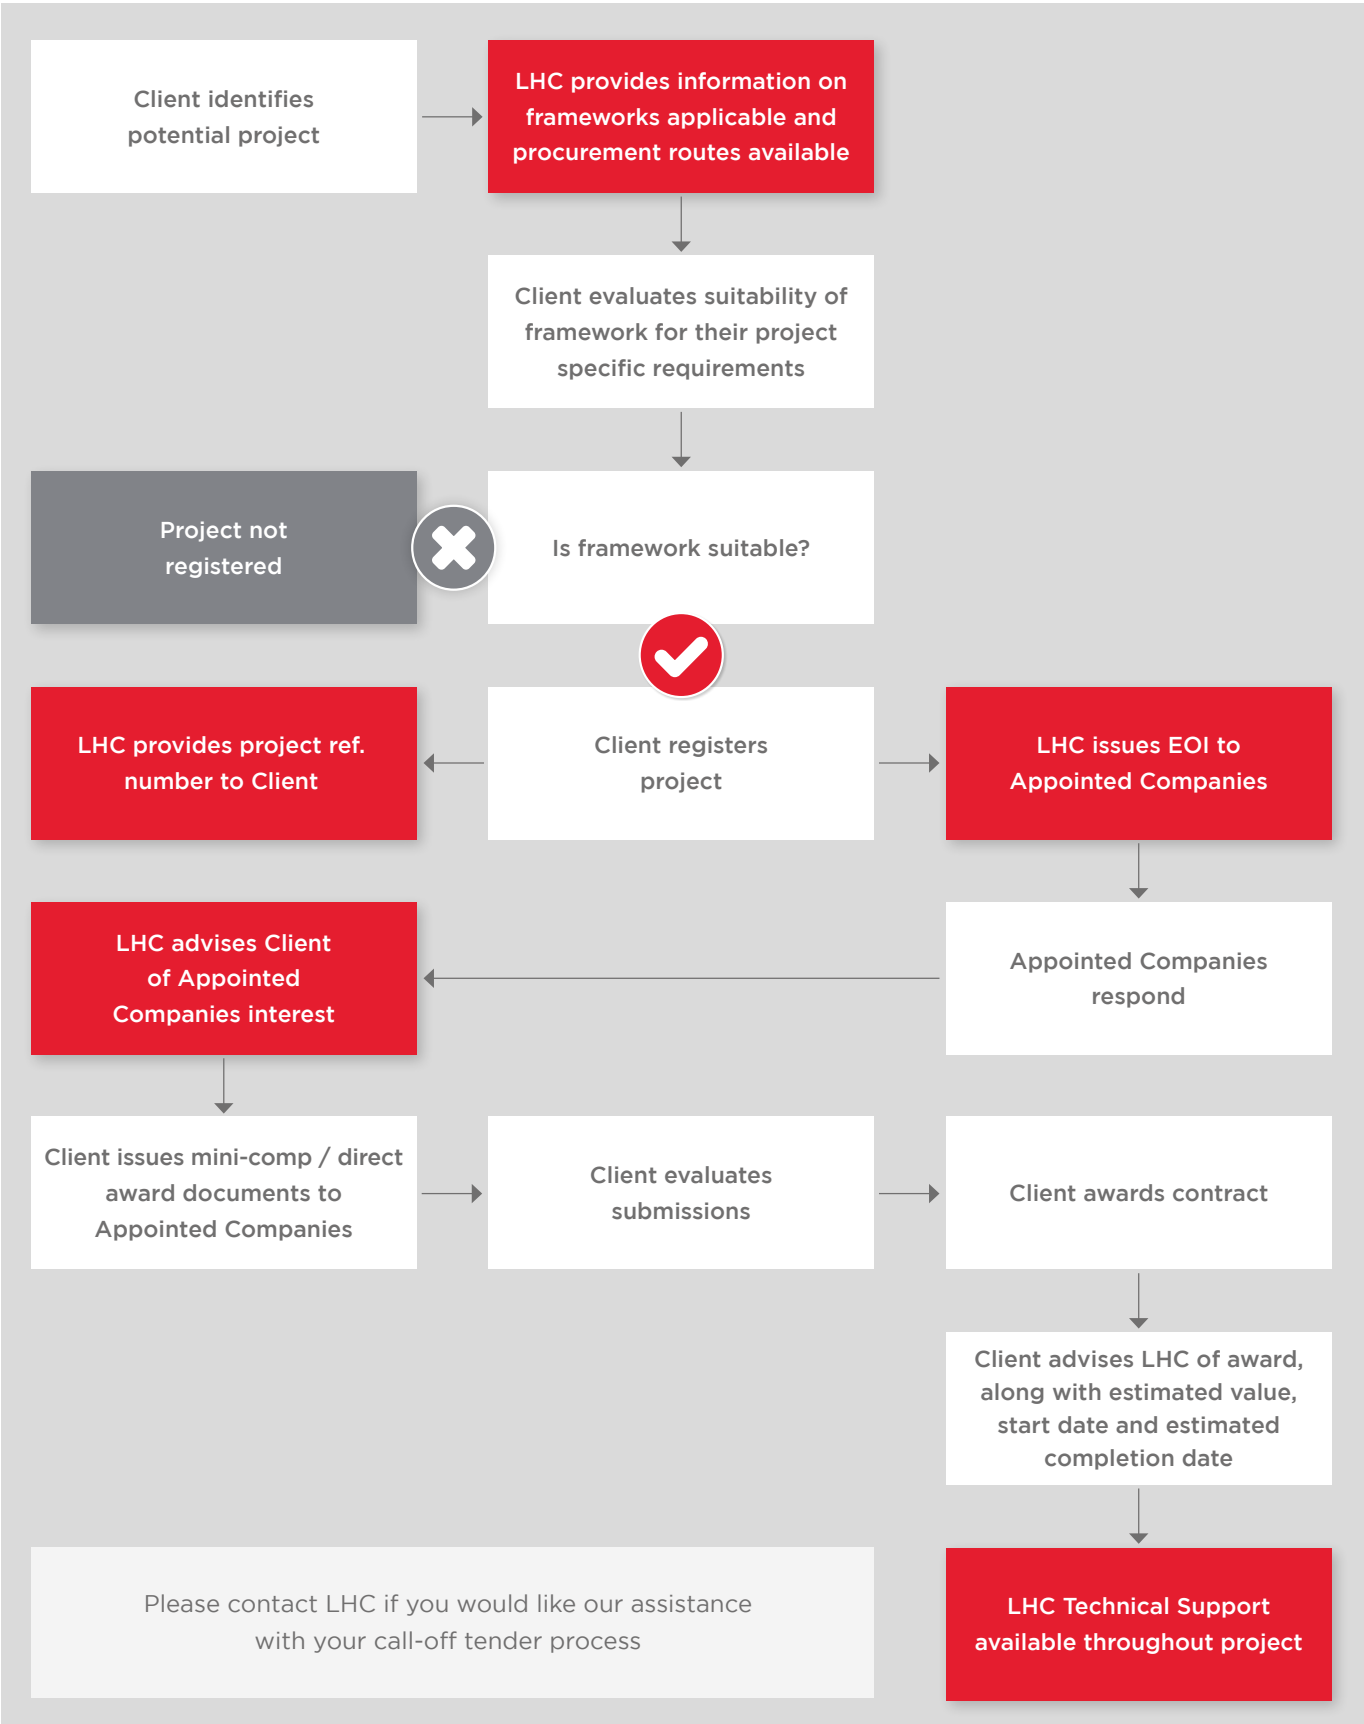 Client identifies
potential project
LHC provides information on
frameworks applicable and
procurement routes available
Client evaluates suitability of
framework for their project
specific requirements
Project not
registered
Is framework suitable?
LHC provides project ref.
number to Client
Client registers
project
LHC issues EOI to
Appointed Companies
LHC advises Client
of Appointed
Companies interest
Appointed Companies
respond
Client issues mini-comp / direct
award documents to
Appointed Companies
Client evaluates
submissions
Client awards contract
Client advises LHC of award,
along with estimated value,
start date and estimated
completion date
Please contact LHC if you would like our assistance
with your call-off tender process
LHC Technical Support
available throughout project